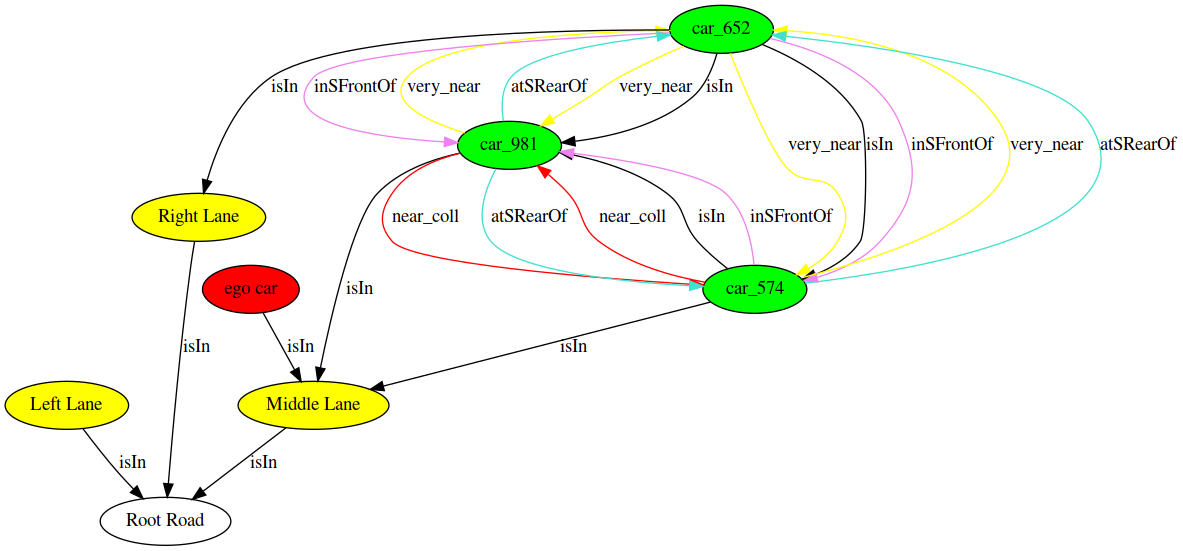 car_652
isIn
inSFrontOf
very_near
atSRearOf
very_near
isIn
car_981
very_near
isIn
inSFrontOf
very_near
atSRearOf
Right Lane
near_coll
atSRearOf
near_coll
isIn
inSFrontOf
ego car
isIn
car_574
isIn
isIn
isIn
Left Lane
Middle Lane
isIn
isIn
Root Road